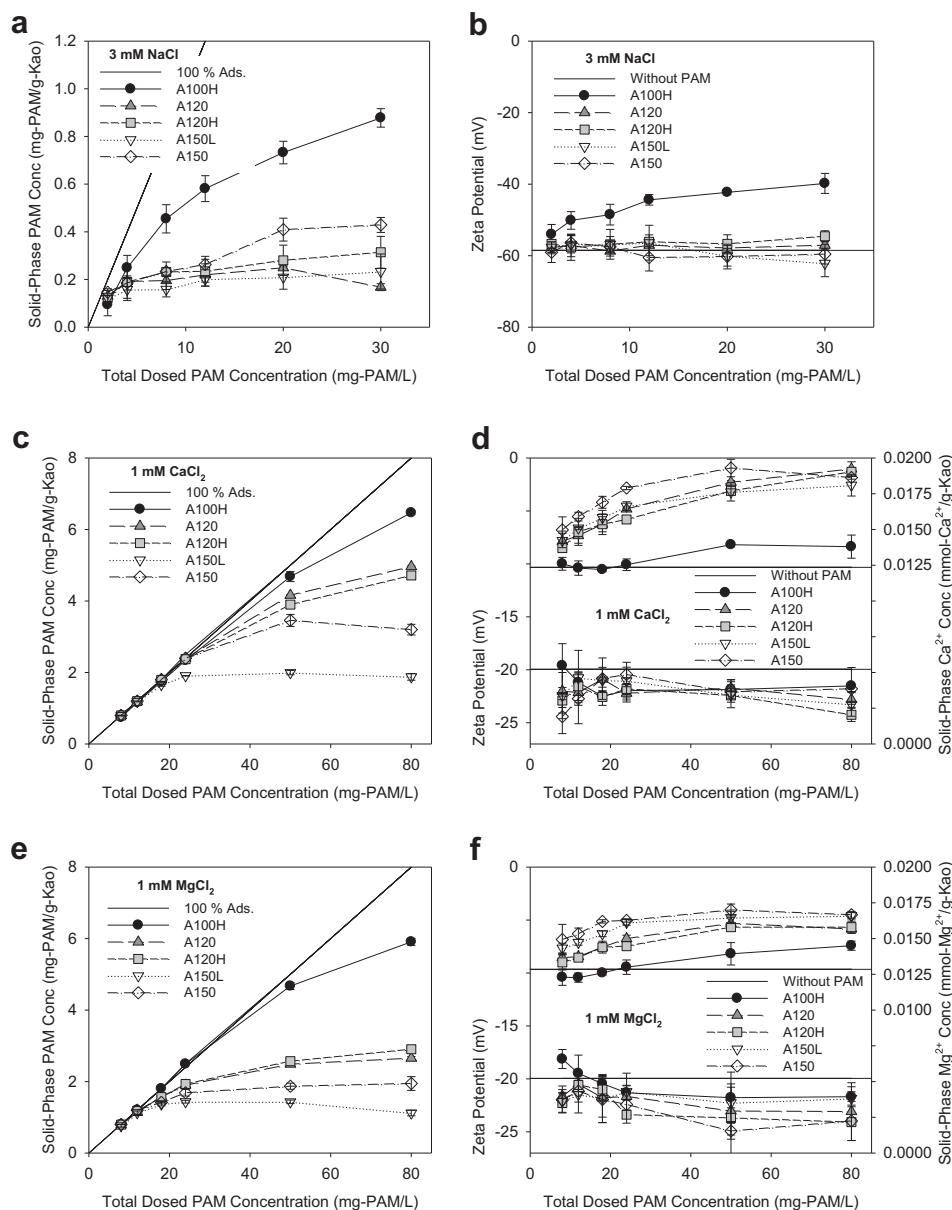 a
3 mM NaCl
100 % Ads.
A100H
A120
A120H
A150L
A150
1.2
1.0
0.8
0.6
0.4
0.2
0.0
0
10
20
30
Solid-Phase PAM Conc (mg-PAM/g-Kao)
Total Dosed PAM Concentration (mg-PAM/L)
b
3 mM NaCl
Without PAM
A100H
A120
A120H
A150L
A150
0
-20
-40
-60
-80
0
10
20
30
Zeta Potential (mV)
Total Dosed PAM Concentration (mg-PAM/L)
c
1 mM CaCl₂
100 % Ads.
A100H
A120
A120H
A150L
A150
8
6
4
2
0
0
20
40
60
80
Solid-Phase PAM Conc (mg-PAM/g-Kao)
Total Dosed PAM Concentration (mg-PAM/L)
d
Without PAM
A100H
1 mM CaCl₂
A120
A120H
A150L
A150
0
-15
-20
-25
0.0200
0.0175
0.0150
0.0125
0.0000
0
20
40
60
80
Zeta Potential (mV)
Solid-Phase Ca²⁺ Conc (mmol-Ca²⁺/g-Kao)
Total Dosed PAM Concentration (mg-PAM/L)
e
1 mM MgCl₂
100 % Ads.
A100H
A120
A120H
A150L
A150
8
6
4
2
0
0
20
40
60
80
Solid-Phase PAM Conc (mg-PAM/g-Kao)
Total Dosed PAM Concentration (mg-PAM/L)
f
Without PAM
A100H
1 mM MgCl₂
A120
A120H
A150L
A150
0
-15
-20
-25
0.0200
0.0175
0.0150
0.0125
0.0100
0.0000
0
20
40
60
80
Zeta Potential (mV)
Solid-Phase Mg²⁺ Conc (mmol-Mg²⁺/g-Kao)
Total Dosed PAM Concentration (mg-PAM/L)